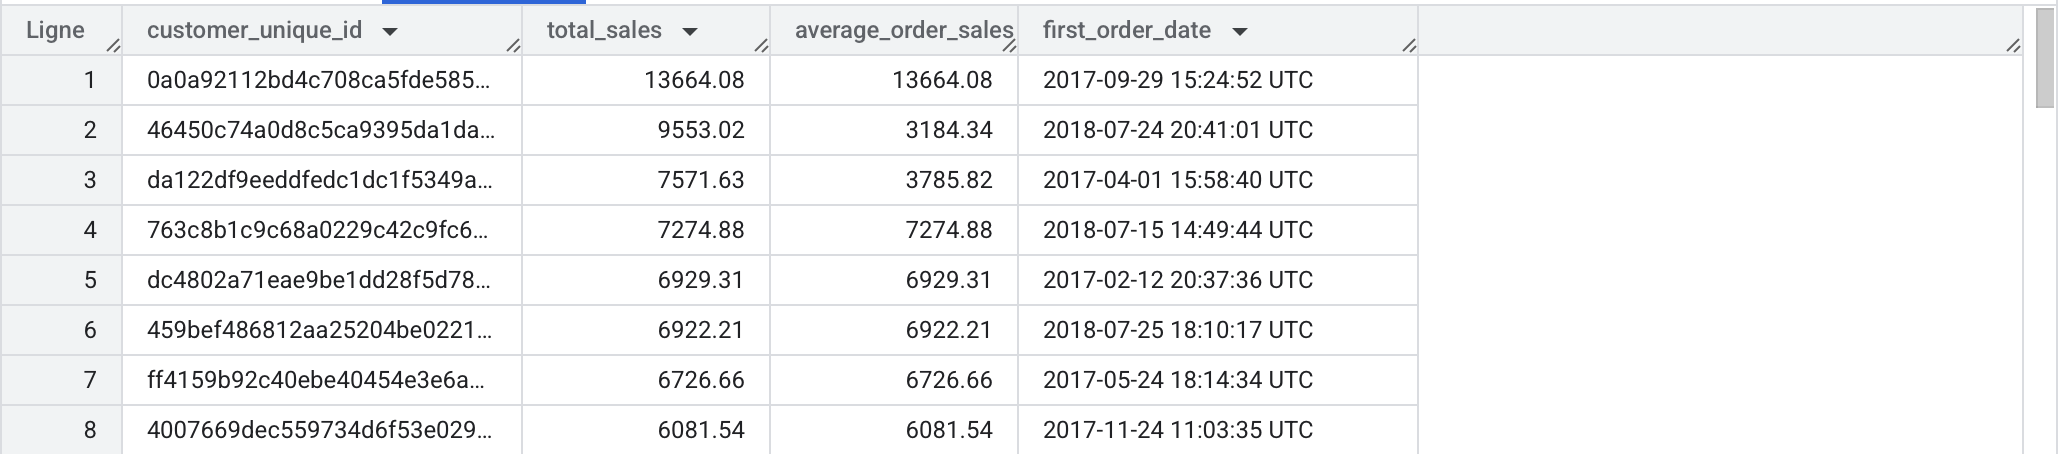 Ligne customer_unique_id total_sales average_order_sales first_order_date
1 0a0a92112bd4c708ca5fde585... 13664.08 13664.08 2017-09-29 15:24:52 UTC
2 46450c74a0d8c5ca9395da1da... 9553.02 3184.34 2018-07-24 20:41:01 UTC
3 da122df9eeddfedc1dc1f5349a... 7571.63 3785.82 2017-04-01 15:58:40 UTC
4 763c8b1c9c68a0229c42c9fc6... 7274.88 7274.88 2018-07-15 14:49:44 UTC
5 dc4802a71eae9be1dd28f5d78... 6929.31 6929.31 2017-02-12 20:37:36 UTC
6 459bef486812aa25204be0221... 6922.21 6922.21 2018-07-25 18:10:17 UTC
7 ff4159b92c40ebe40454e3e6a... 6726.66 6726.66 2017-05-24 18:14:34 UTC
8 4007669dec559734d6f53e029... 6081.54 6081.54 2017-11-24 11:03:35 UTC